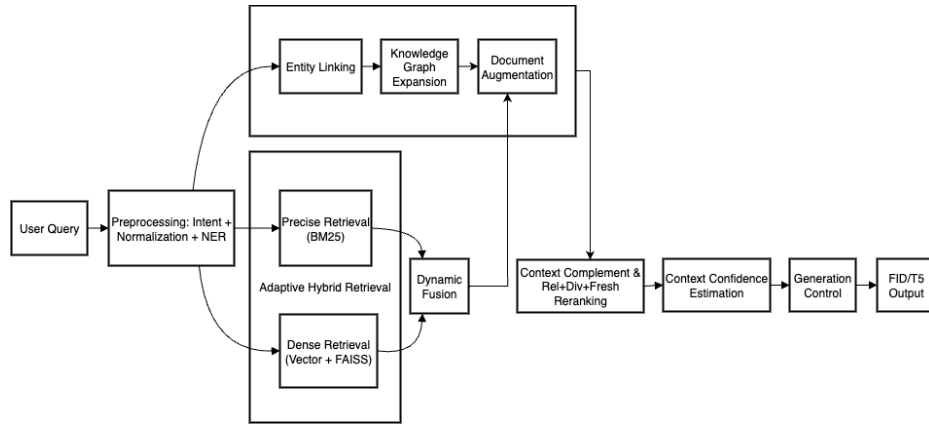 Entity Linking
Knowledge
Graph
Expansion
Document
Augmentation
User Query
Preprocessing: Intent +
Normalization + NER
Precise Retrieval
(BM25)
Adaptive Hybrid Retrieval
Dense Retrieval
(Vector + FAISS)
Dynamic
Fusion
Context Complement &
Rel+Div+Fresh
Reranking
Context Confidence
Estimation
Generation
Control
FID/T5
Output